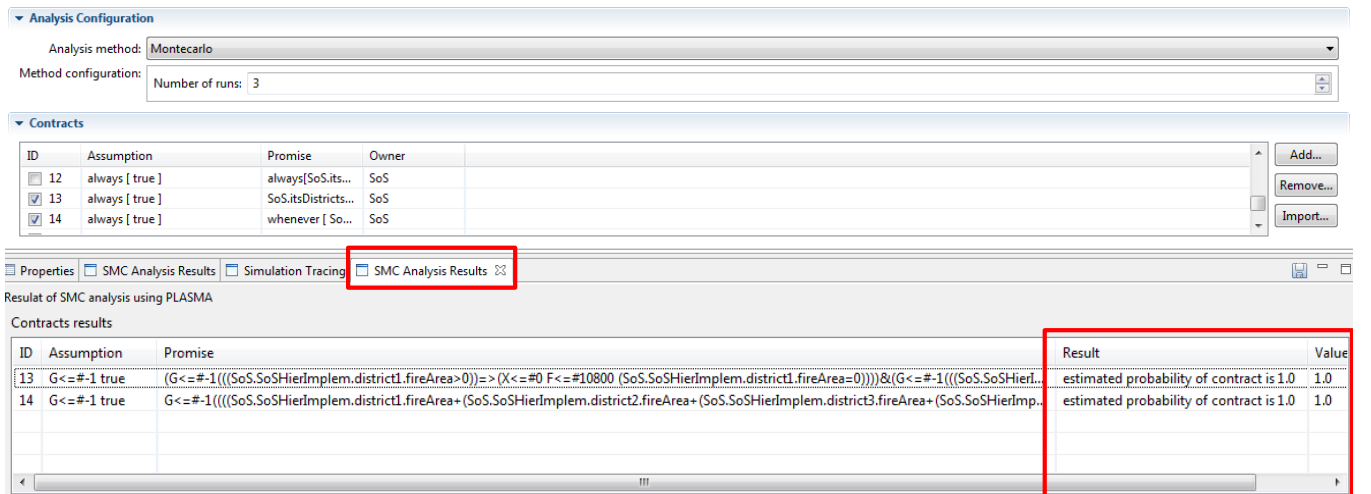 Analysis Configuration
Analysis method: Montecarlo
Method configuration: Number of runs: 3
Contracts
ID Assumption Promise Owner
12 always [ true ] always[SoS.its... SoS
13 always [ true ] SoS.itsDistricts... SoS
14 always [ true ] whenever [ So... SoS
Add...
Remove...
Import...
Properties SMC Analysis Results Simulation Tracing SMC Analysis Results
Resulat of SMC analysis using PLASMA
Contracts results
ID Assumption Promise Result Value
13 G<=#-1 true (G<=#-1(((SoS.SoSHierImplem.district1.fireArea>0))=>(X<=#0 F<=#10800 (SoS.SoSHierImplem.district1.fireArea=0))))&(G<=#-1(((SoS.SoSHierI... estimated probability of contract is 1.0 1.0
14 G<=#-1 true G<=#-1((((SoS.SoSHierImplem.district1.fireArea+(SoS.SoSHierImplem.district2.fireArea+(SoS.SoSHierImplem.district3.fireArea+(SoS.SoSHierImp... estimated probability of contract is 1.0 1.0